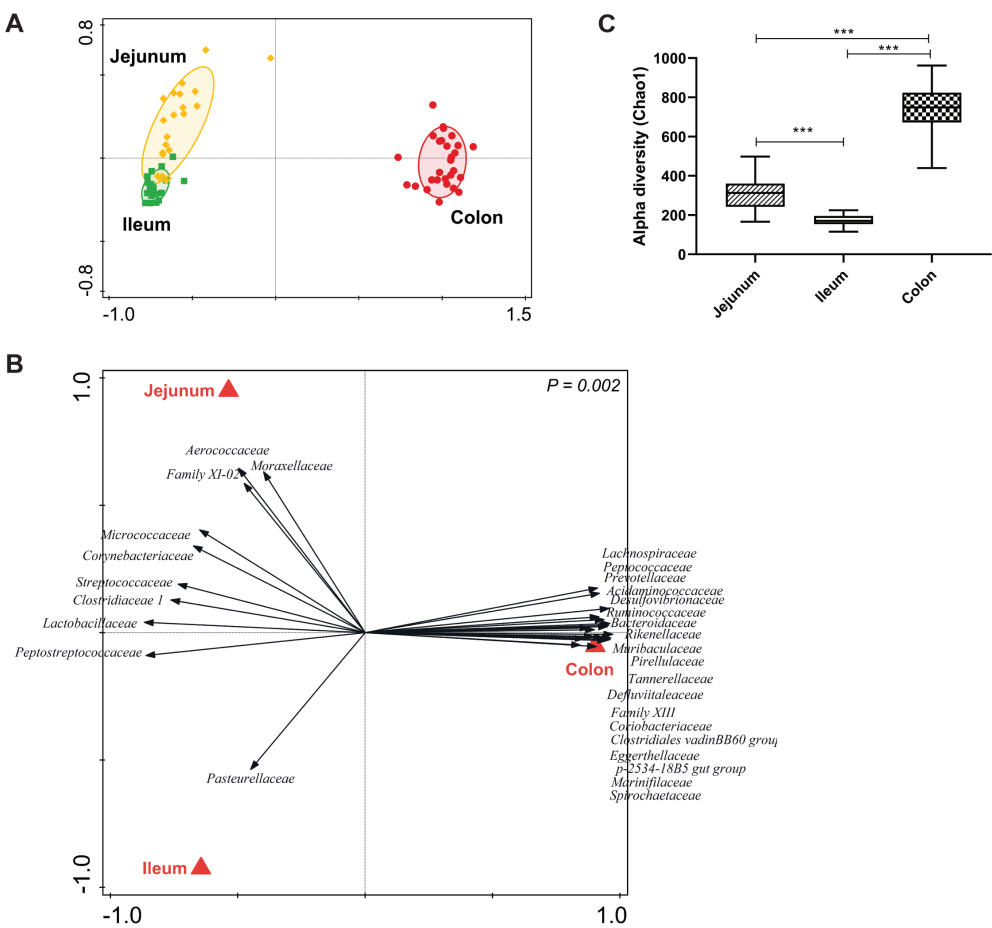 A
0.8
-0.8
-1.0
1.5
Jejunum
Ileum
Colon
C
Alpha diversity (Chao1)
1000
800
600
400
200
0
***
***
***
Jejunum
Ileum
Colon
B
1.0
-1.0
-1.0
1.0
P = 0.002
Jejunum
Aerococcaceae
Moraxellaceae
Family XI-02
Micrococcaceae
Corynebacteriaceae
Streptococcaceae
Clostridiaceae 1
Lactobacillaceae
Peptostreptococcaceae
Pasteurellaceae
Ileum
Lachnospiraceae
Peptococcaceae
Prevotellaceae
Acidaminococcaceae
Desulfovibrionaceae
Ruminococcaceae
Bacteroidaceae
Rikenellaceae
Muribaculaceae
Pirellulaceae
Colon
Tannerellaceae
Defluviitaleaceae
Family XIII
Coriobacteriaceae
Clostridiales vadinBB60 group
Eggerthellaceae
p-2534-18B5 gut group
Marinifilaceae
Spirochaetaceae